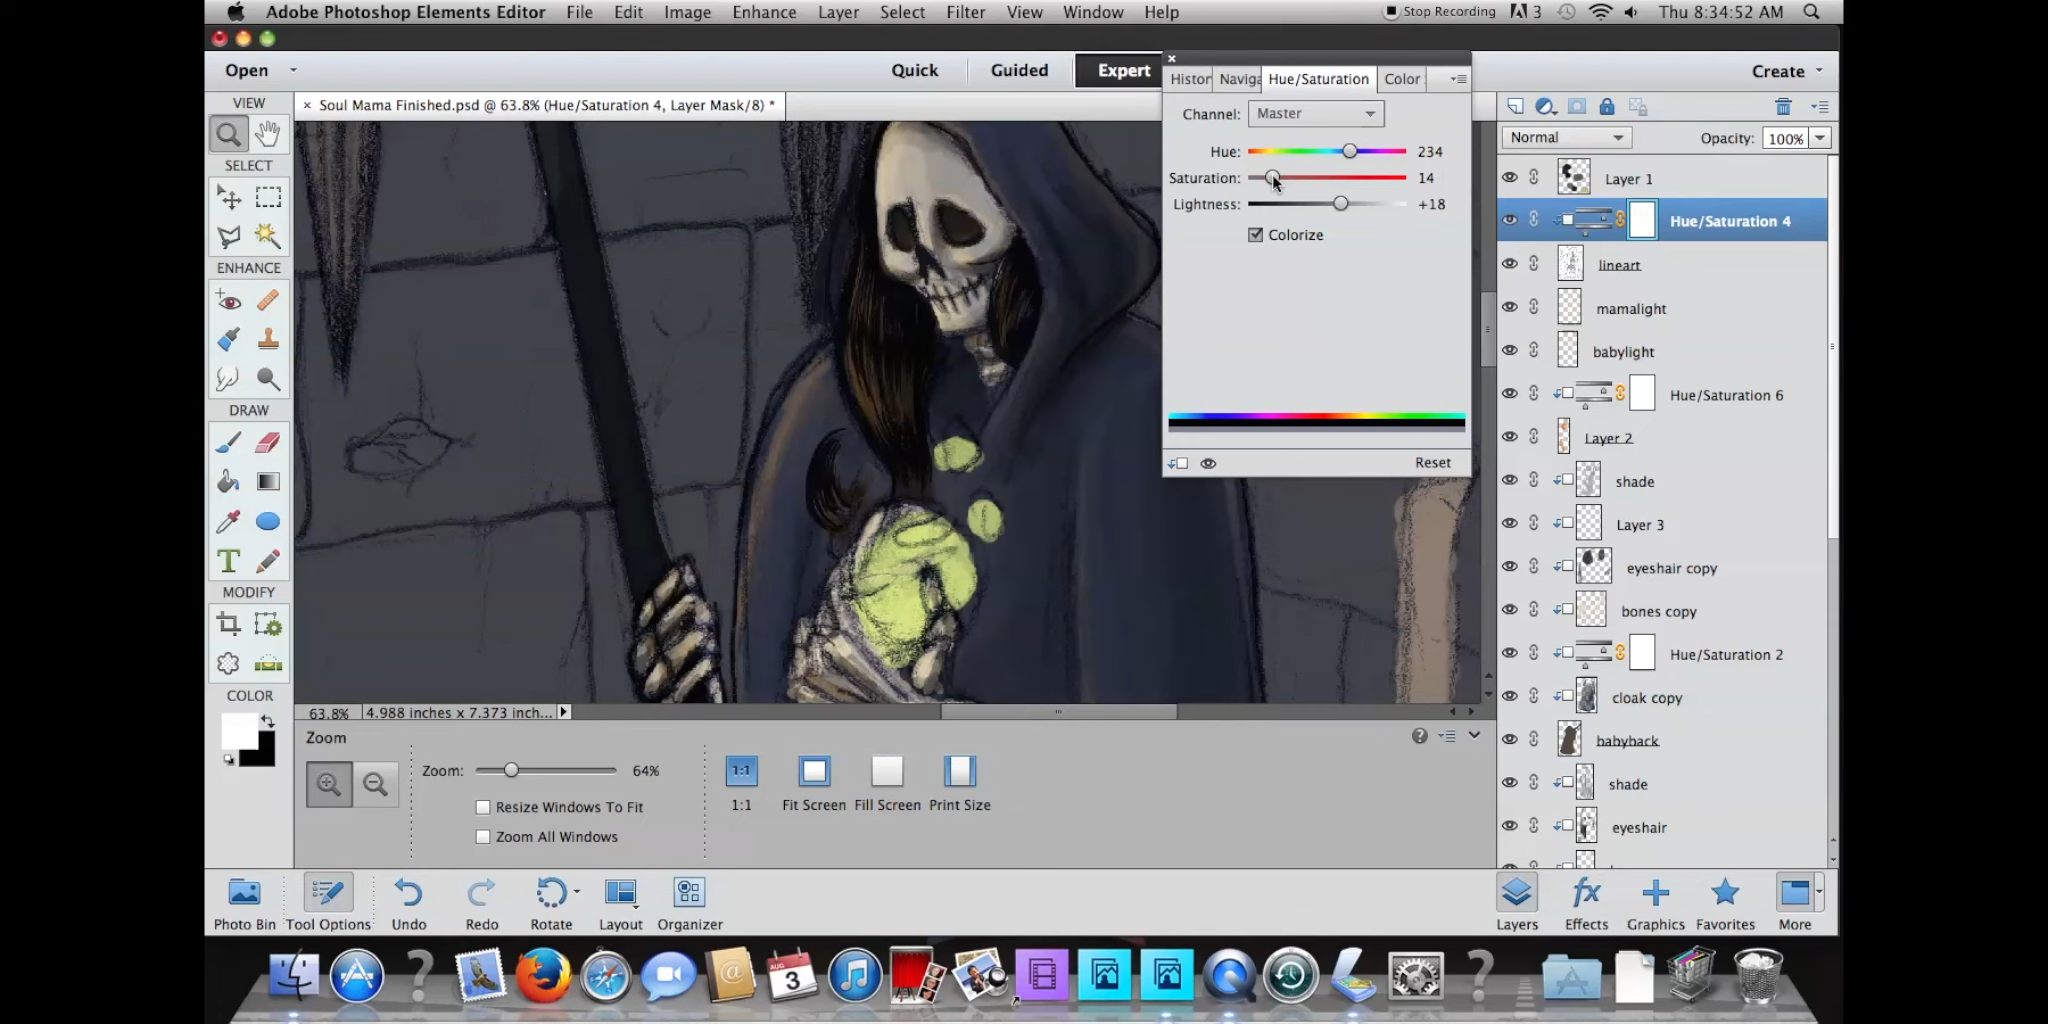 Adobe Photoshop Elements Editor File Edit Image Enhance Layer Select Filter View Window Help Stop Recording 3 Thu 8:34:52 AM
Open Quick Guided Expert Create
Soul Mama Finished.psd @ 63.8% (Hue/Saturation 4, Layer Mask/8) *
VIEW
SELECT
ENHANCE
DRAW
T
MODIFY
COLOR
Histor Naviga Hue/Saturation Color
Channel: Master
Hue: 234
Saturation: 14
Lightness: +18
Colorize
Reset
Normal Opacity: 100%
Layer 1
Hue/Saturation 4
lineart
mamalight
babylight
Hue/Saturation 6
Layer 2
shade
Layer 3
eyeshair copy
bones copy
Hue/Saturation 2
cloak copy
babyback
shade
eyeshair
63.8% 4.988 inches x 7.373 inch...
Zoom
Zoom: 64%
Resize Windows To Fit
Zoom All Windows
1:1
1:1 Fit Screen Fill Screen Print Size
Photo Bin Tool Options Undo Redo Rotate Layout Organizer
fx
Layers Effects Graphics Favorites More
AUG
3